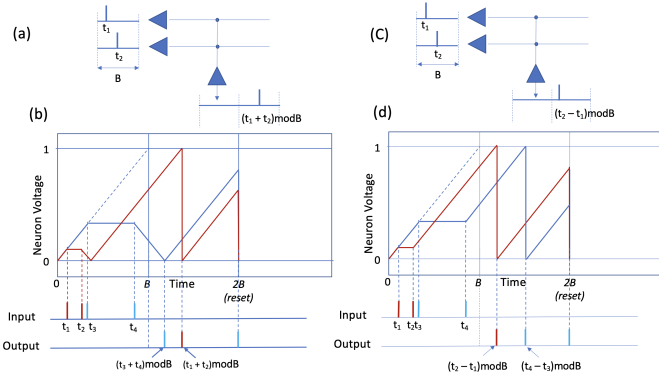 (a)
t1
t2
B
(t1 + t2)modB
(C)
t1
t2
B
(t2 – t1)modB
(b)
Neuron Voltage
1
0
0
B
Time
2B
(reset)
Input
t1
t2
t3
t4
Output
(t3 + t4)modB
(t1 + t2)modB
(d)
Neuron Voltage
1
0
0
B
Time
2B
(reset)
Input
t1
t2
t3
t4
Output
(t2 – t1)modB
(t4 – t3)modB